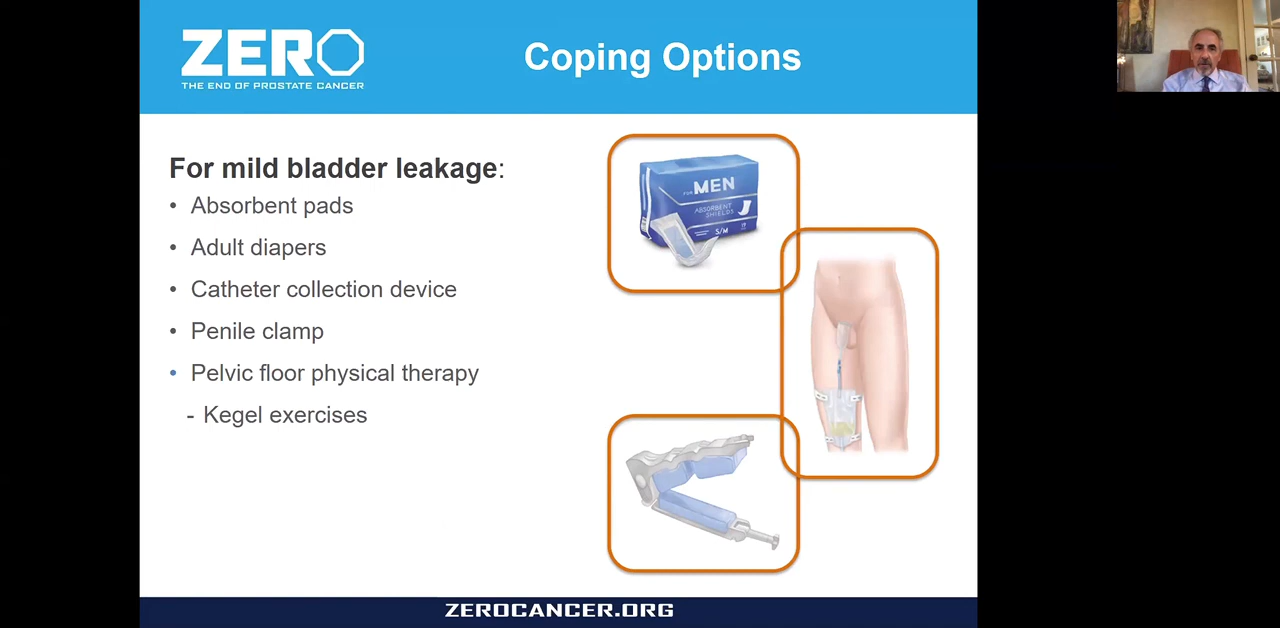 ZERO
THE END OF PROSTATE CANCER
Coping Options
For mild bladder leakage:
• Absorbent pads
• Adult diapers
• Catheter collection device
• Penile clamp
• Pelvic floor physical therapy
- Kegel exercises
FOR MEN
ABSORBENT
SHIELDS
S/M
ZEROCANCER.ORG